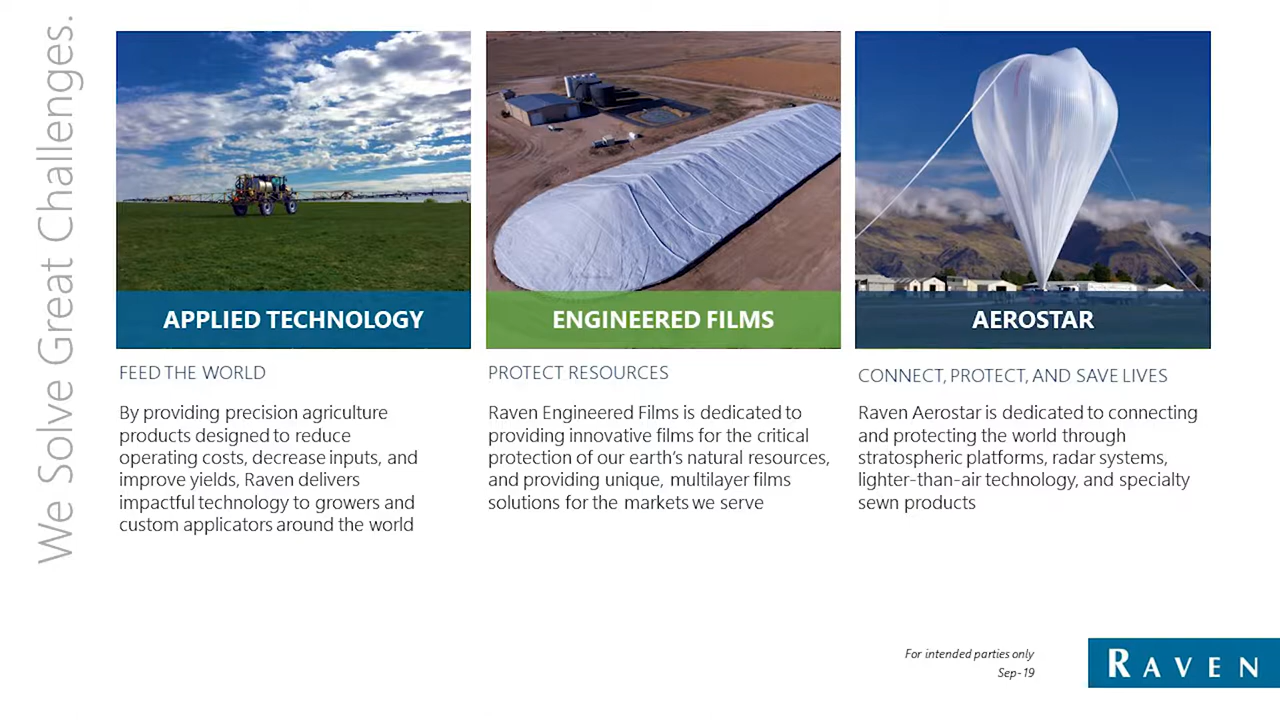 We Solve Great Challenges.
APPLIED TECHNOLOGY
FEED THE WORLD
By providing precision agriculture
products designed to reduce
operating costs, decrease inputs, and
improve yields, Raven delivers
impactful technology to growers and
custom applicators around the world
ENGINEERED FILMS
PROTECT RESOURCES
Raven Engineered Films is dedicated to
providing innovative films for the critical
protection of our earth's natural resources,
and providing unique, multilayer films
solutions for the markets we serve
AEROSTAR
CONNECT, PROTECT, AND SAVE LIVES
Raven Aerostar is dedicated to connecting
and protecting the world through
stratospheric platforms, radar systems,
lighter-than-air technology, and specialty
sewn products
For intended parties only
Sep-19
RAVEN